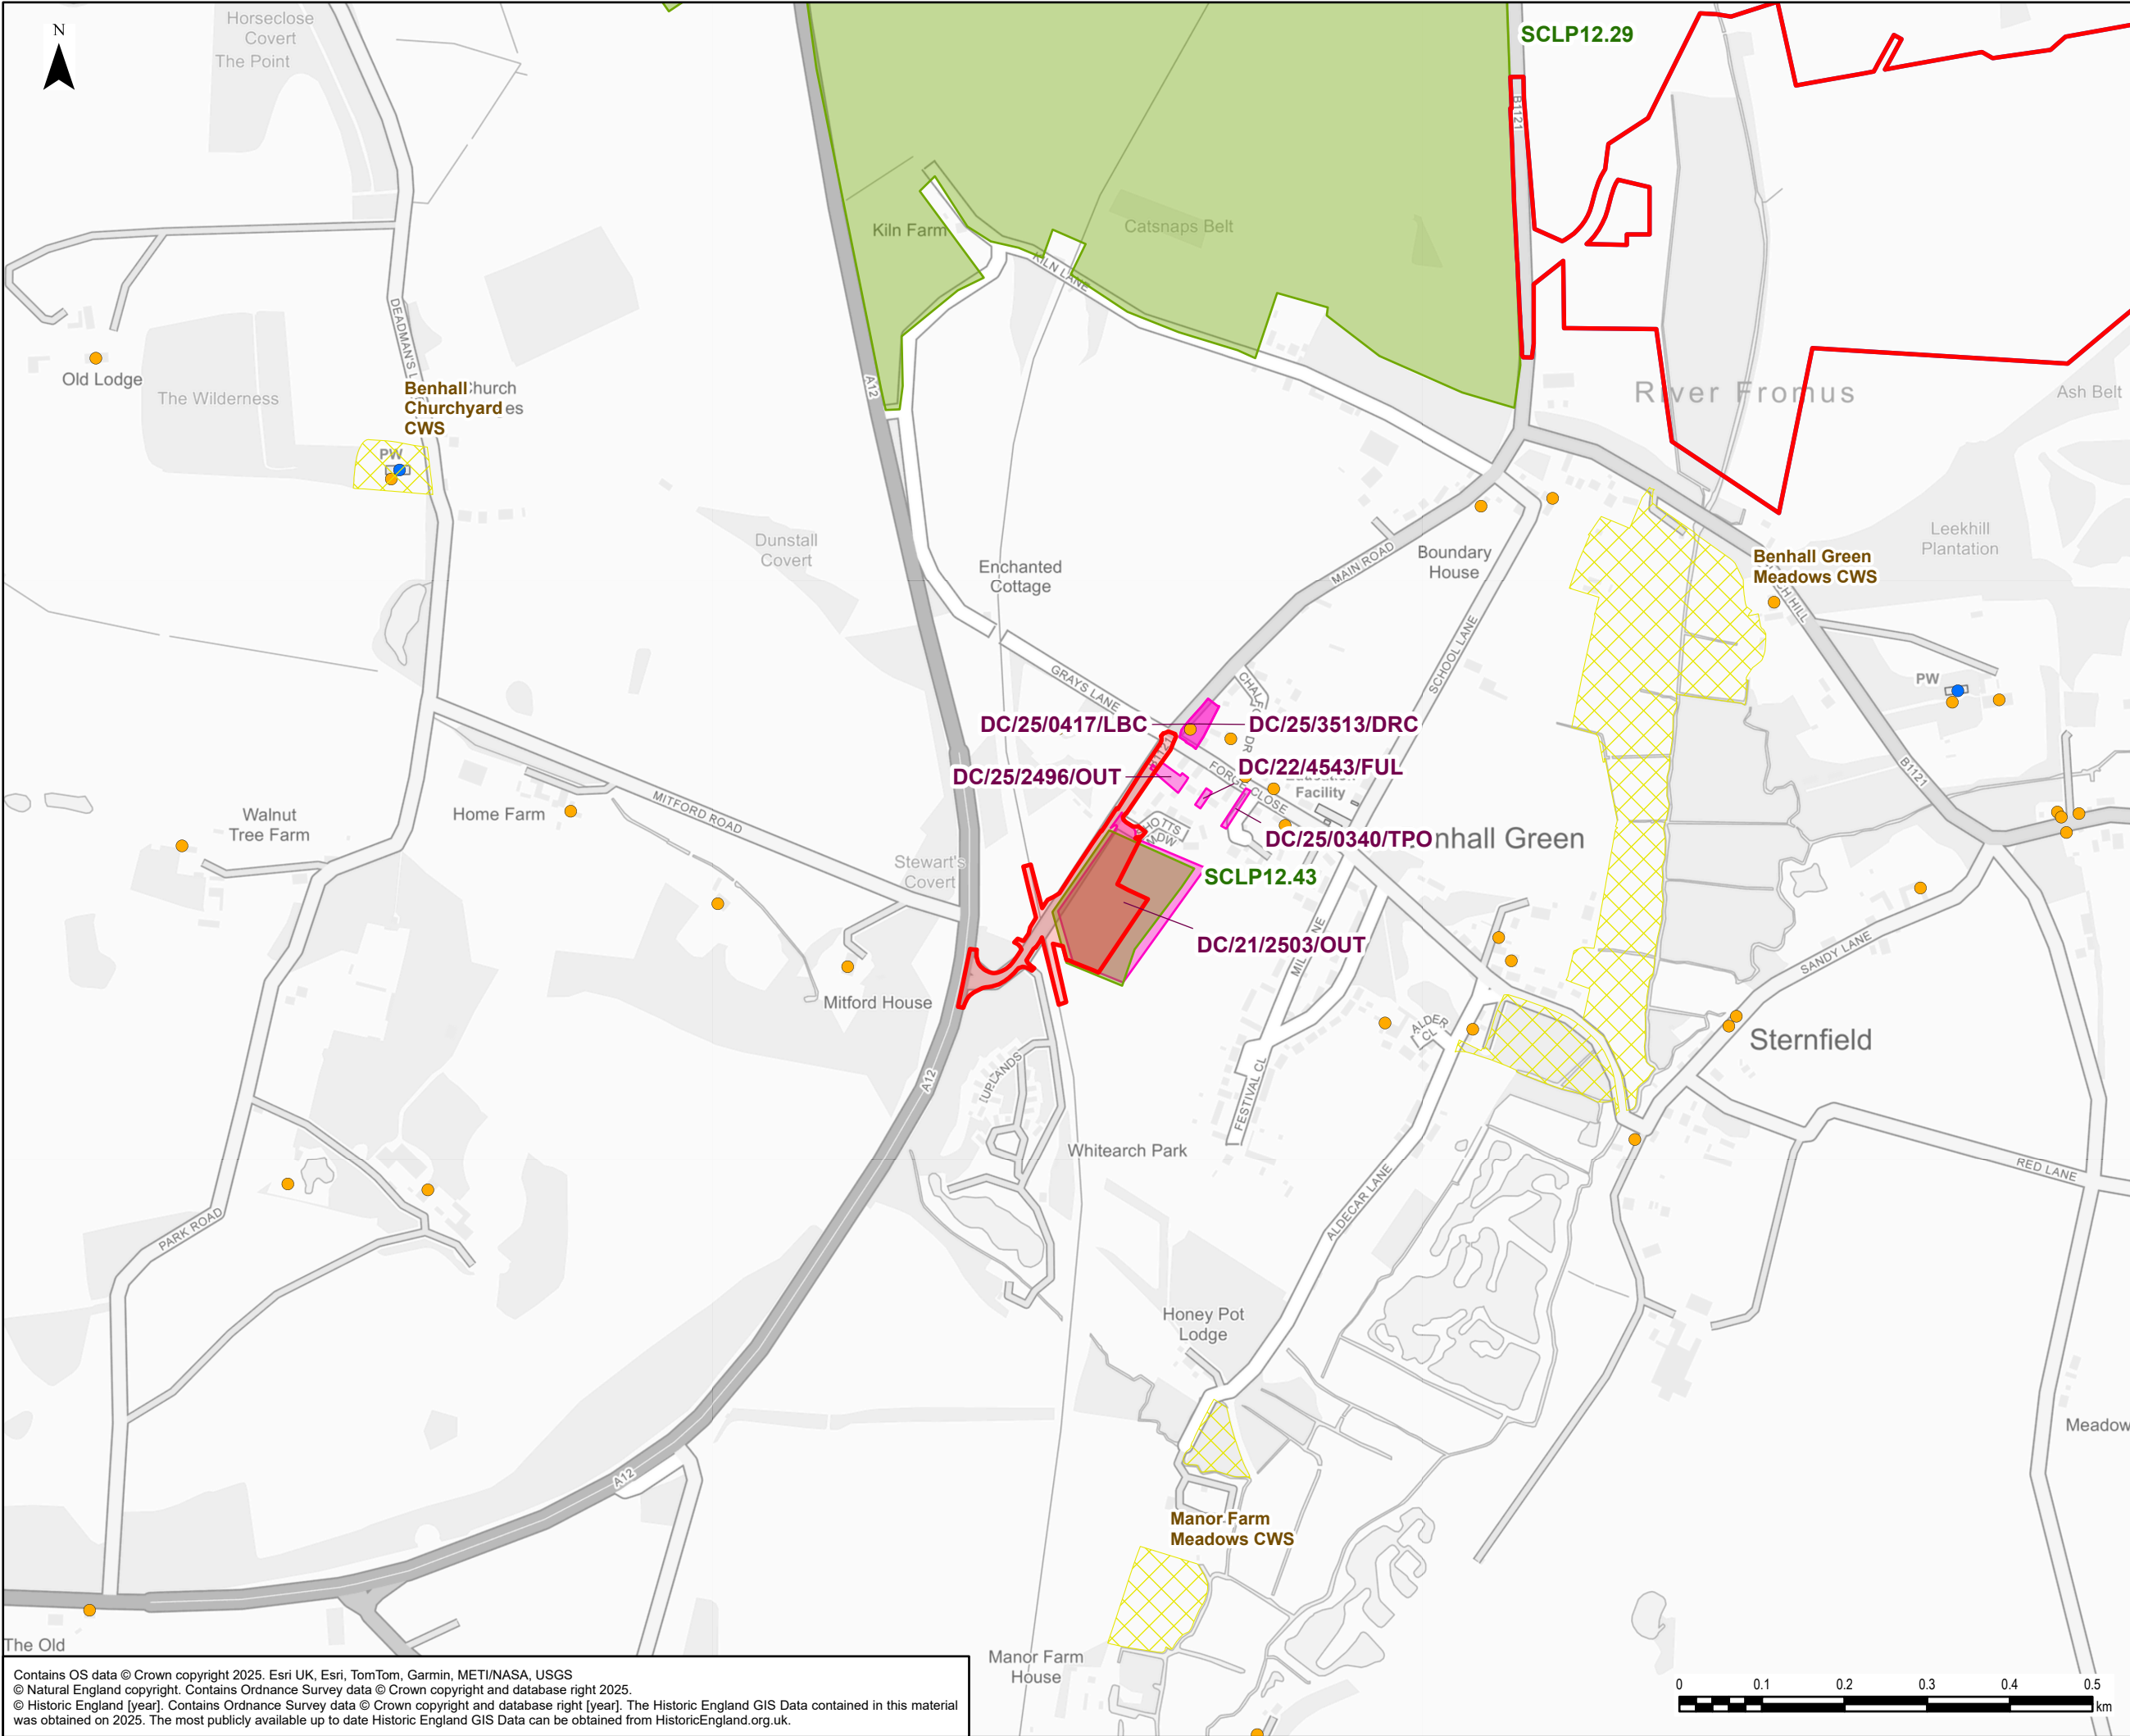 N
Horseclose
Covert
The Point
SCLP12.29
B1121
Kiln Farm
Catsnaps Belt
KILN LANE
A12
DEADMAN'S L
Old Lodge
The Wilderness
Benhall
Churchyard
CWS
hurch
es
PW
River Fromus
Ash Belt
Dunstall
Covert
Enchanted
Cottage
MAIN ROAD
Boundary
House
Leekhill
Plantation
Benhall Green
Meadows CWS
CH HILL
SCHOOL LANE
GRAYS LANE
PW
DC/25/0417/LBC
DC/25/3513/DRC
B1121
DC/25/2496/OUT
DC/22/4543/FUL
FORGE CLOSE
Facility
DC/25/0340/TPO
nhall Green
B1121
Walnut
Tree Farm
Home Farm
MITFORD ROAD
Stewart's
Covert
SCLP12.43
DC/21/2503/OUT
SANDY LANE
Mitford House
ALDER
CL
Sternfield
A12
UPLANDS
FESTIVAL CL
Whitearch Park
RED LANE
ALDECAR LANE
PARK ROAD
Honey Pot
Lodge
Meadow
A12
Manor Farm
Meadows CWS
The Old
Manor Farm
House
0 0.1 0.2 0.3 0.4 0.5
km
Contains OS data © Crown copyright 2025. Esri UK, Esri, TomTom, Garmin, METI/NASA, USGS
© Natural England copyright. Contains Ordnance Survey data © Crown copyright and database right 2025.
© Historic England [year]. Contains Ordnance Survey data © Crown copyright and database right [year]. The Historic England GIS Data contained in this material
was obtained on 2025. The most publicly available up to date Historic England GIS Data can be obtained from HistoricEngland.org.uk.